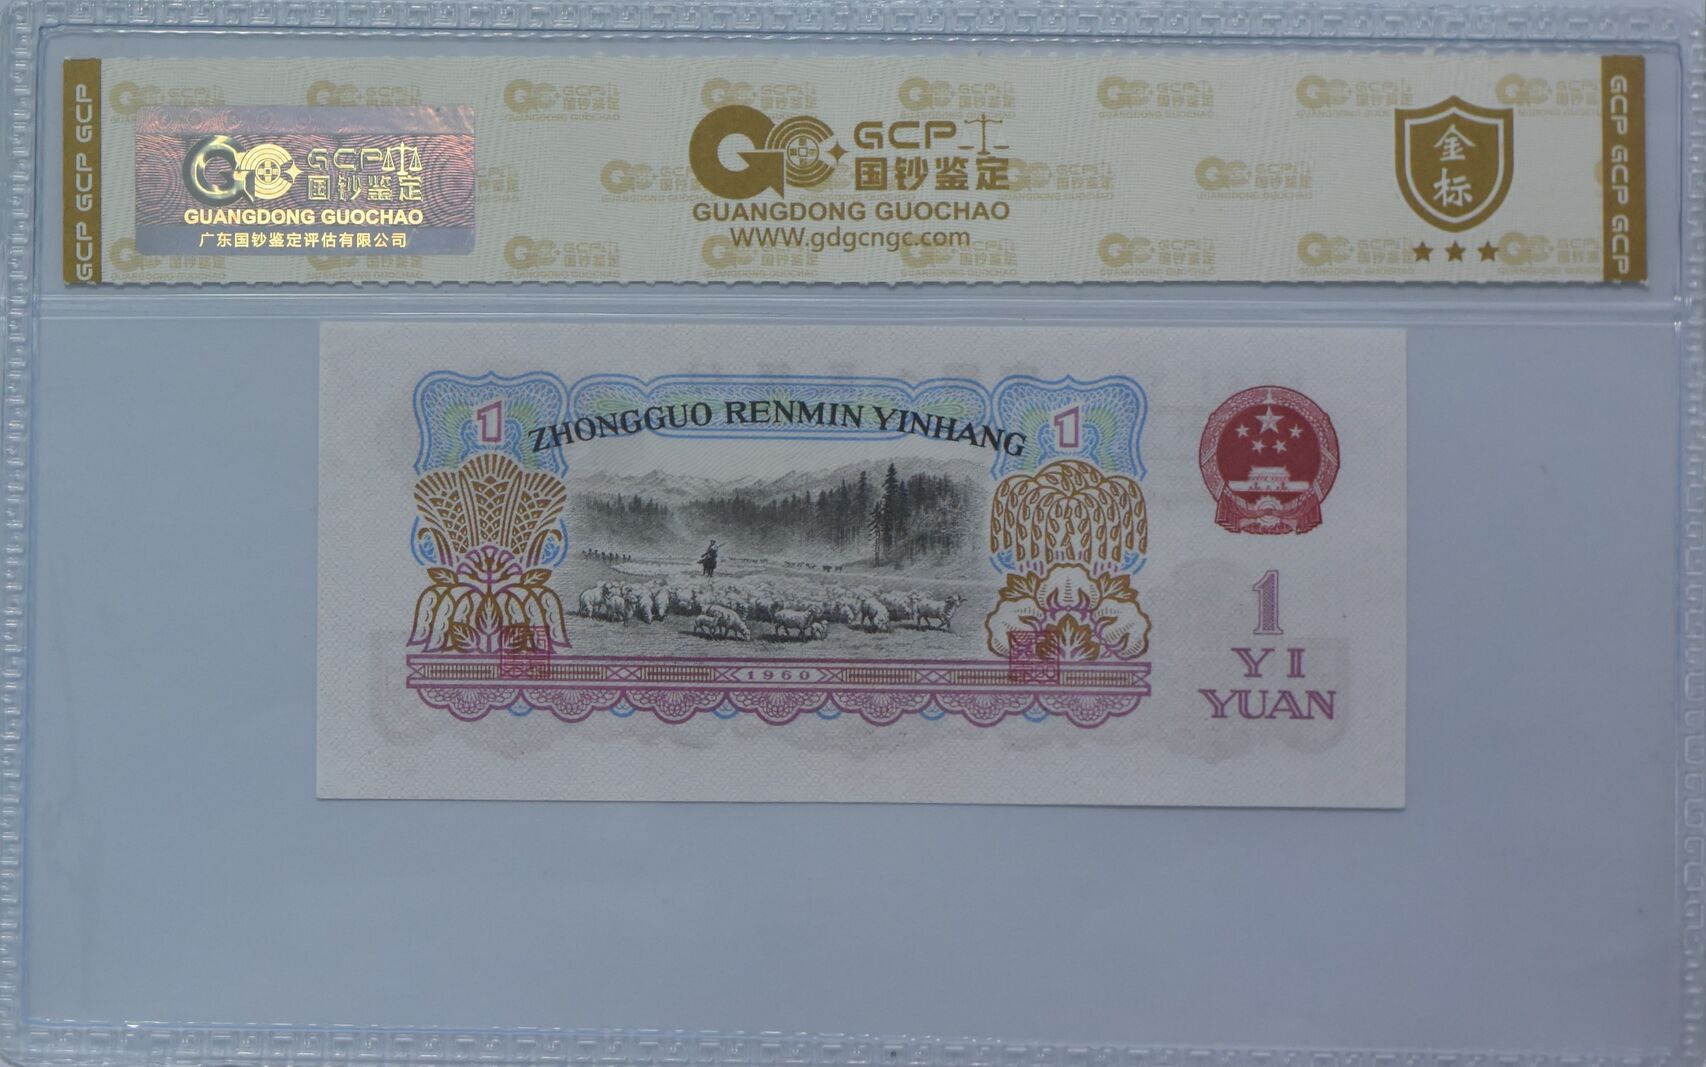 GCP GCP GCP
GCP
国钞鉴定
GUANGDONG GUOCHAO
广东国钞鉴定评估有限公司
GCP
国钞鉴定
GUANGDONG GUOCHAO
WWW.gdgcngc.com
金标
GCP GCP GCP
1
ZHONGGUO RENMIN YINHANG
1
1960
1
YI
YUAN